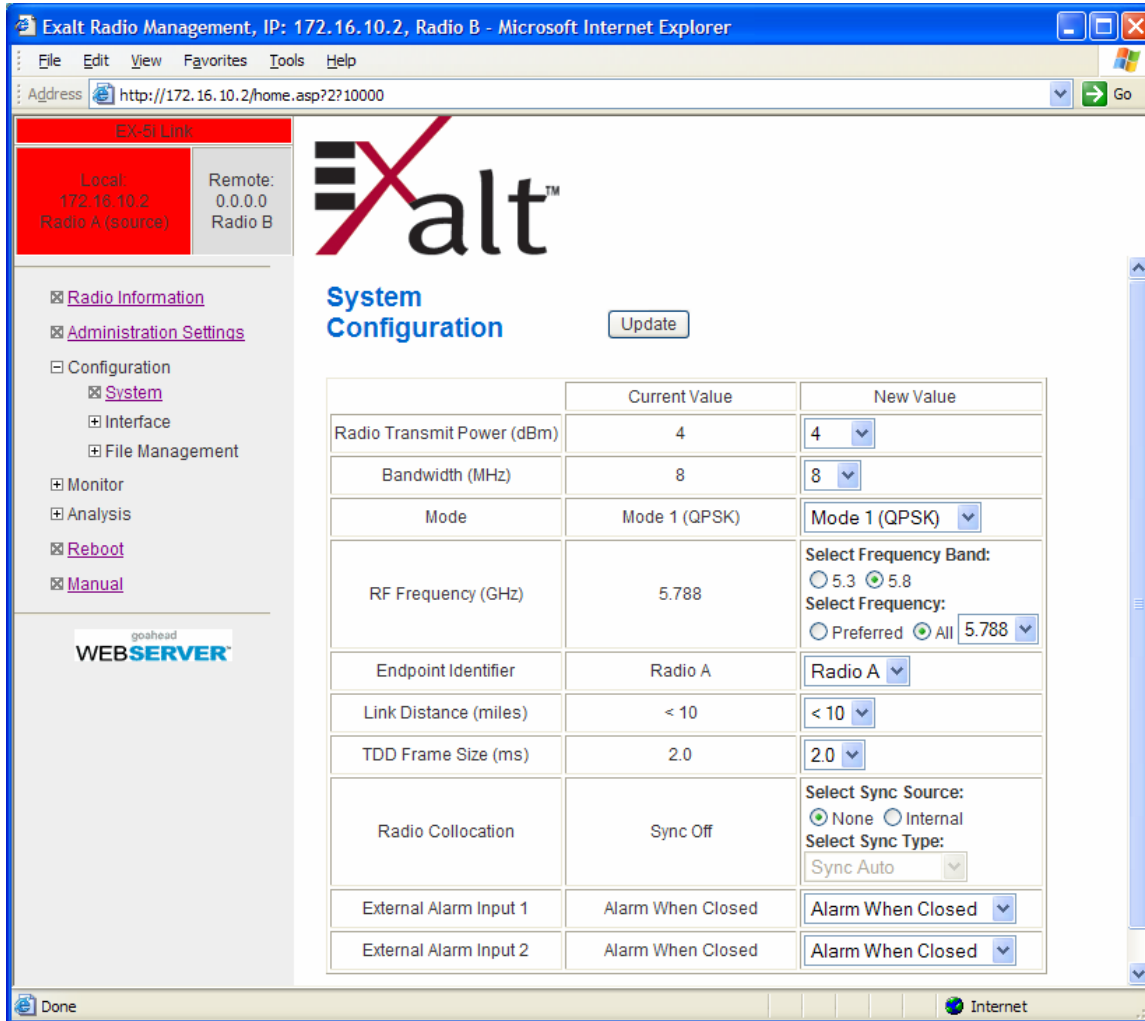 Exalt Radio Management, IP: 172.16.10.2, Radio B - Microsoft Internet Explorer
File Edit View Favorites Tools Help
Address http://172.16.10.2/home.asp?2?10000 Go
EX-5i Link
Local:
172.16.10.2
Radio A (source)
Remote:
0.0.0.0
Radio B
Exalt™
Radio Information
Administration Settings
Configuration
System
Interface
File Management
Monitor
Analysis
Reboot
Manual
goahead
WEBSERVER
System
Configuration
Update
Current Value New Value
Radio Transmit Power (dBm) 4 4
Bandwidth (MHz) 8 8
Mode Mode 1 (QPSK) Mode 1 (QPSK)
RF Frequency (GHz) 5.788
Select Frequency Band:
5.3 5.8
Select Frequency:
Preferred All 5.788
Endpoint Identifier Radio A Radio A
Link Distance (miles) < 10 < 10
TDD Frame Size (ms) 2.0 2.0
Radio Collocation Sync Off
Select Sync Source:
None Internal
Select Sync Type:
Sync Auto
External Alarm Input 1 Alarm When Closed Alarm When Closed
External Alarm Input 2 Alarm When Closed Alarm When Closed
Done Internet